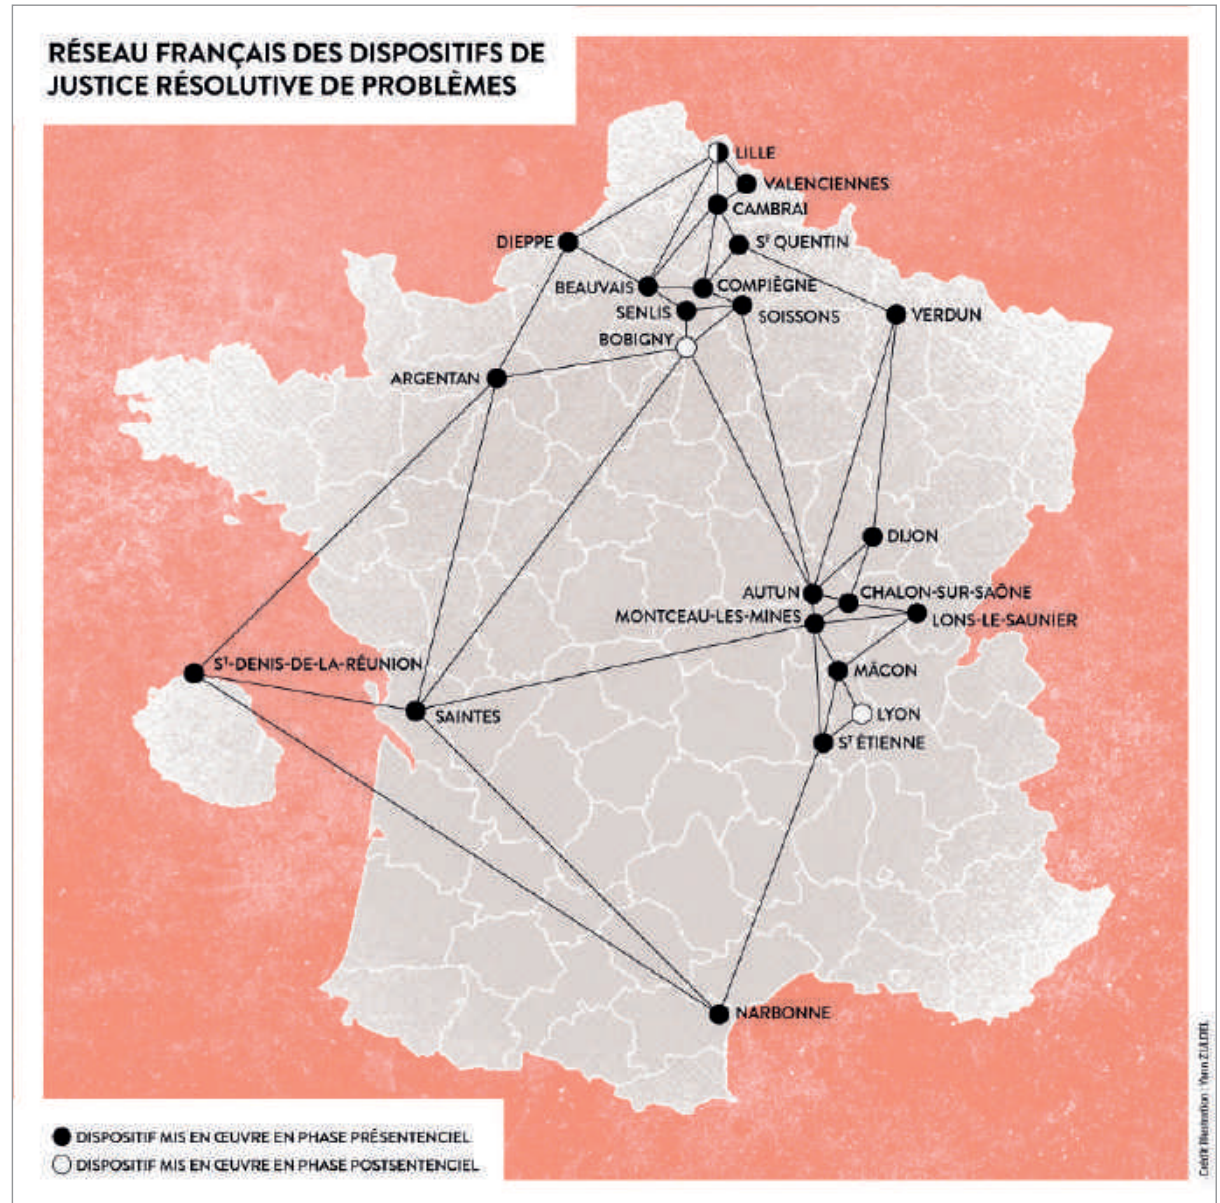 RÉSEAU FRANÇAIS DES DISPOSITIFS DE
JUSTICE RÉSOLUTIVE DE PROBLÈMES
LILLE
VALENCIENNES
CAMBRAI
DIEPPE
Sᵀ QUENTIN
BEAUVAIS
COMPIÈGNE
SENLIS
SOISSONS
VERDUN
BOBIGNY
ARGENTAN
DIJON
AUTUN
CHALON-SUR-SAÔNE
MONTCEAU-LES-MINES
LONS-LE-SAUNIER
Sᵀ-DENIS-DE-LA-RÉUNION
MÂCON
SAINTES
LYON
Sᵀ ÉTIENNE
NARBONNE
DISPOSITIF MIS EN ŒUVRE EN PHASE PRÉSENTENCIEL
DISPOSITIF MIS EN ŒUVRE EN PHASE POSTSENTENCIEL
Crédit illustration : Yann